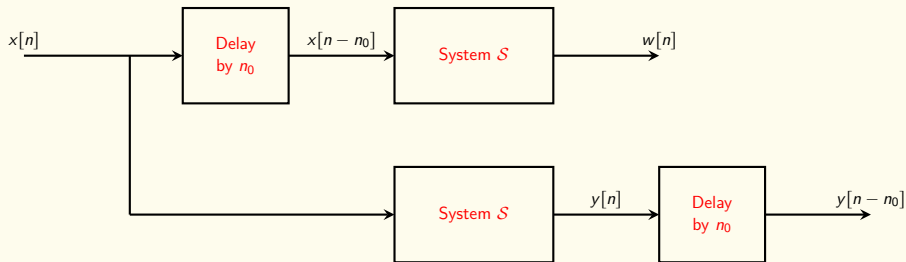 x[n]
Delay
by n₀
x[n − n₀]
System 𝒮
w[n]
System 𝒮
y[n]
Delay
by n₀
y[n − n₀]